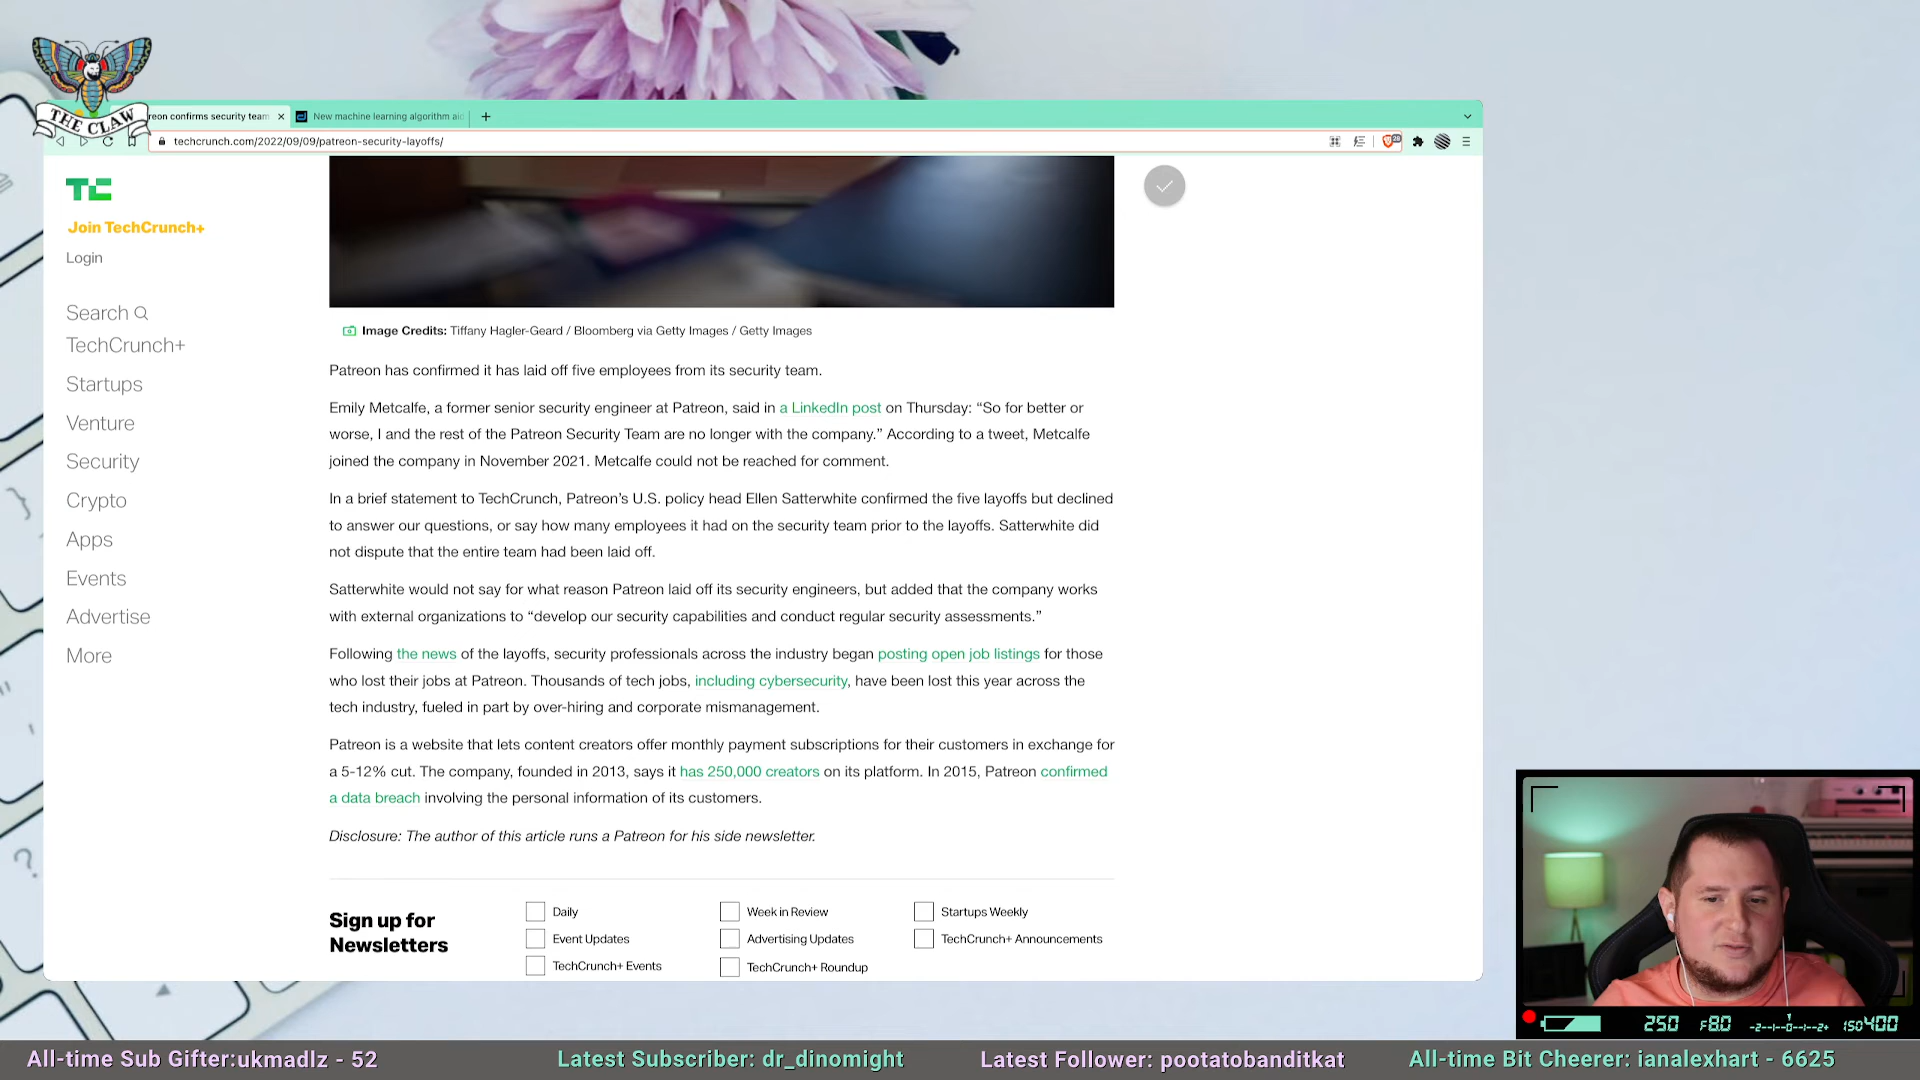 THE CLAW
reon confirms security team
New machine learning algorithm aid
techcrunch.com/2022/09/09/patreon-security-layoffs/
TC
Join TechCrunch+
Login
Search
TechCrunch+
Startups
Venture
Security
Crypto
Apps
Events
Advertise
More
Image Credits: Tiffany Hagler-Geard / Bloomberg via Getty Images / Getty Images
Patreon has confirmed it has laid off five employees from its security team.
Emily Metcalfe, a former senior security engineer at Patreon, said in a LinkedIn post on Thursday: “So for better or
worse, I and the rest of the Patreon Security Team are no longer with the company.” According to a tweet, Metcalfe
joined the company in November 2021. Metcalfe could not be reached for comment.
In a brief statement to TechCrunch, Patreon’s U.S. policy head Ellen Satterwhite confirmed the five layoffs but declined
to answer our questions, or say how many employees it had on the security team prior to the layoffs. Satterwhite did
not dispute that the entire team had been laid off.
Satterwhite would not say for what reason Patreon laid off its security engineers, but added that the company works
with external organizations to “develop our security capabilities and conduct regular security assessments.”
Following the news of the layoffs, security professionals across the industry began posting open job listings for those
who lost their jobs at Patreon. Thousands of tech jobs, including cybersecurity, have been lost this year across the
tech industry, fueled in part by over-hiring and corporate mismanagement.
Patreon is a website that lets content creators offer monthly payment subscriptions for their customers in exchange for
a 5-12% cut. The company, founded in 2013, says it has 250,000 creators on its platform. In 2015, Patreon confirmed
a data breach involving the personal information of its customers.
Disclosure: The author of this article runs a Patreon for his side newsletter.
Sign up for
Newsletters
Daily
Week in Review
Startups Weekly
Event Updates
Advertising Updates
TechCrunch+ Announcements
TechCrunch+ Events
TechCrunch+ Roundup
250 F8.0 -2--1--0--1--2+ ISO400
All-time Sub Gifter:ukmadlz - 52
Latest Subscriber: dr_dinomight
Latest Follower: pootatobanditkat
All-time Bit Cheerer: ianalexhart - 6625